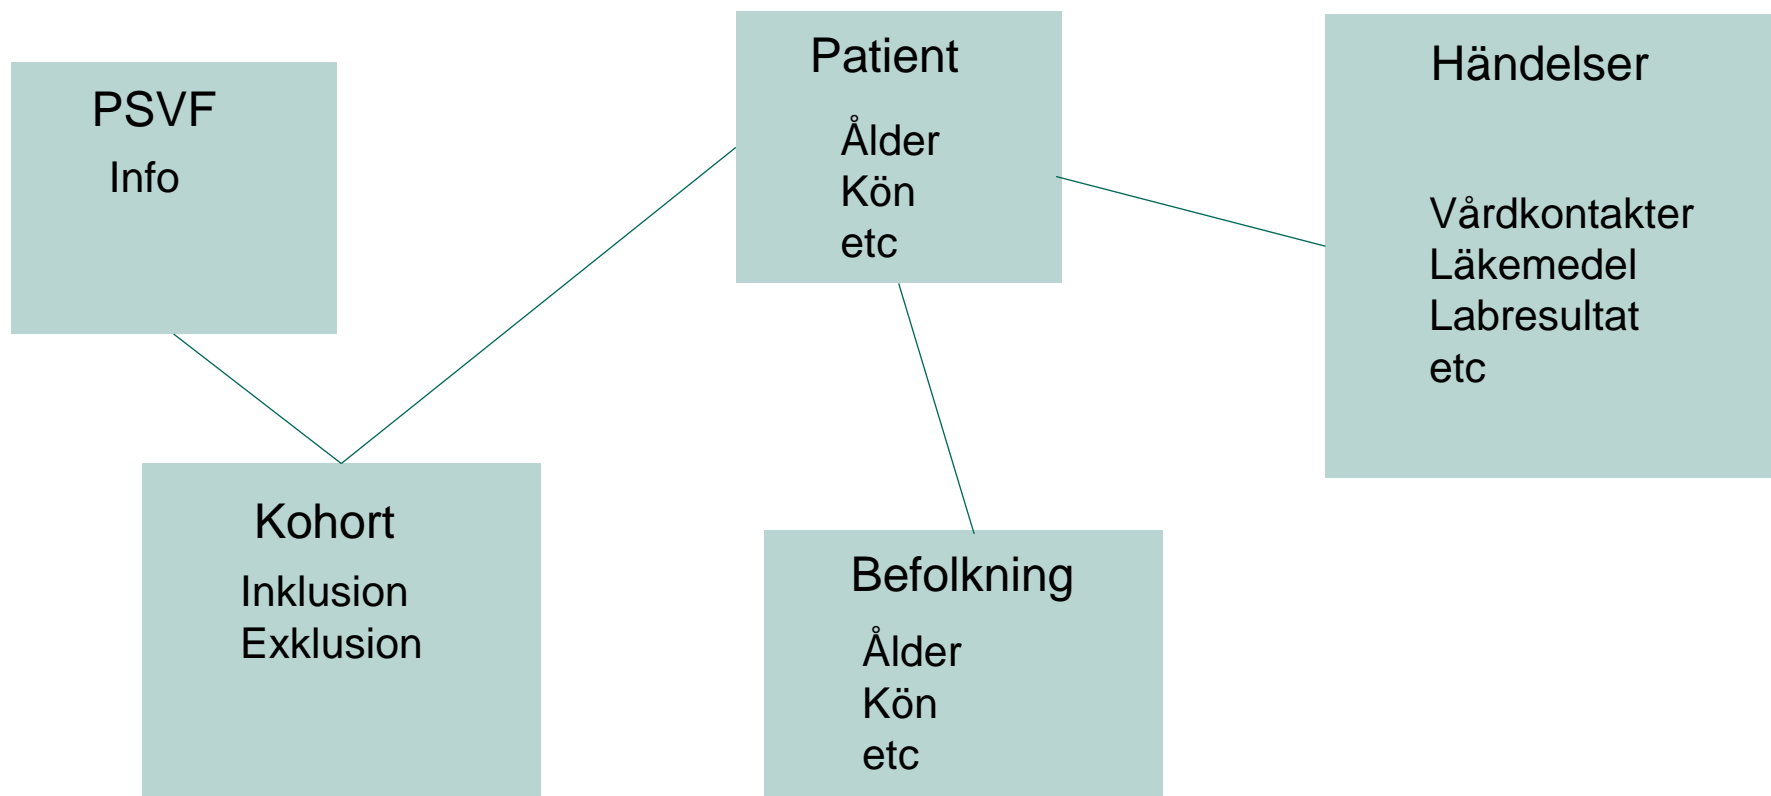 PSVF
Info
Patient
Ålder
Kön
etc
Händelser
Vårdkontakter
Läkemedel
Labresultat
etc
Kohort
Inklusion
Exklusion
Befolkning
Ålder
Kön
etc